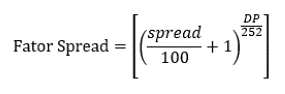 Fator Spread = [(spread/100 + 1)^(DP/252)]